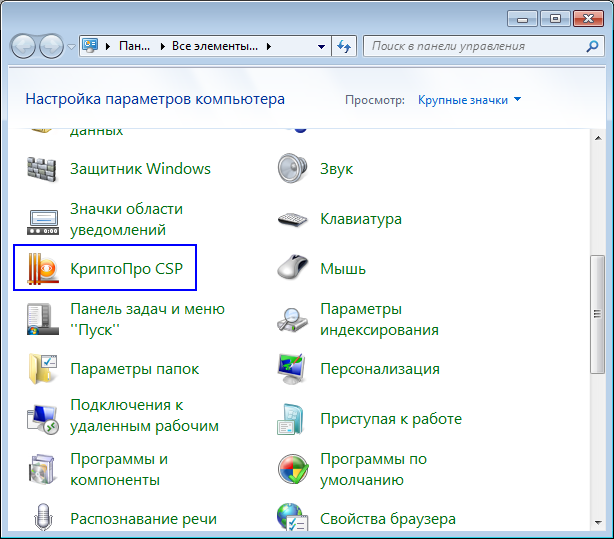 Пан... Все элементы... Поиск в панели управления
Настройка параметров компьютера Просмотр: Крупные значки
данных
Защитник Windows Звук
Значки области
уведомлений
Клавиатура
КриптоПро CSP Мышь
Панель задач и меню
''Пуск''
Параметры
индексирования
Параметры папок Персонализация
Подключения к
удаленным рабочим
Приступая к работе
Программы и
компоненты
Программы по
умолчанию
Распознавание речи Свойства браузера